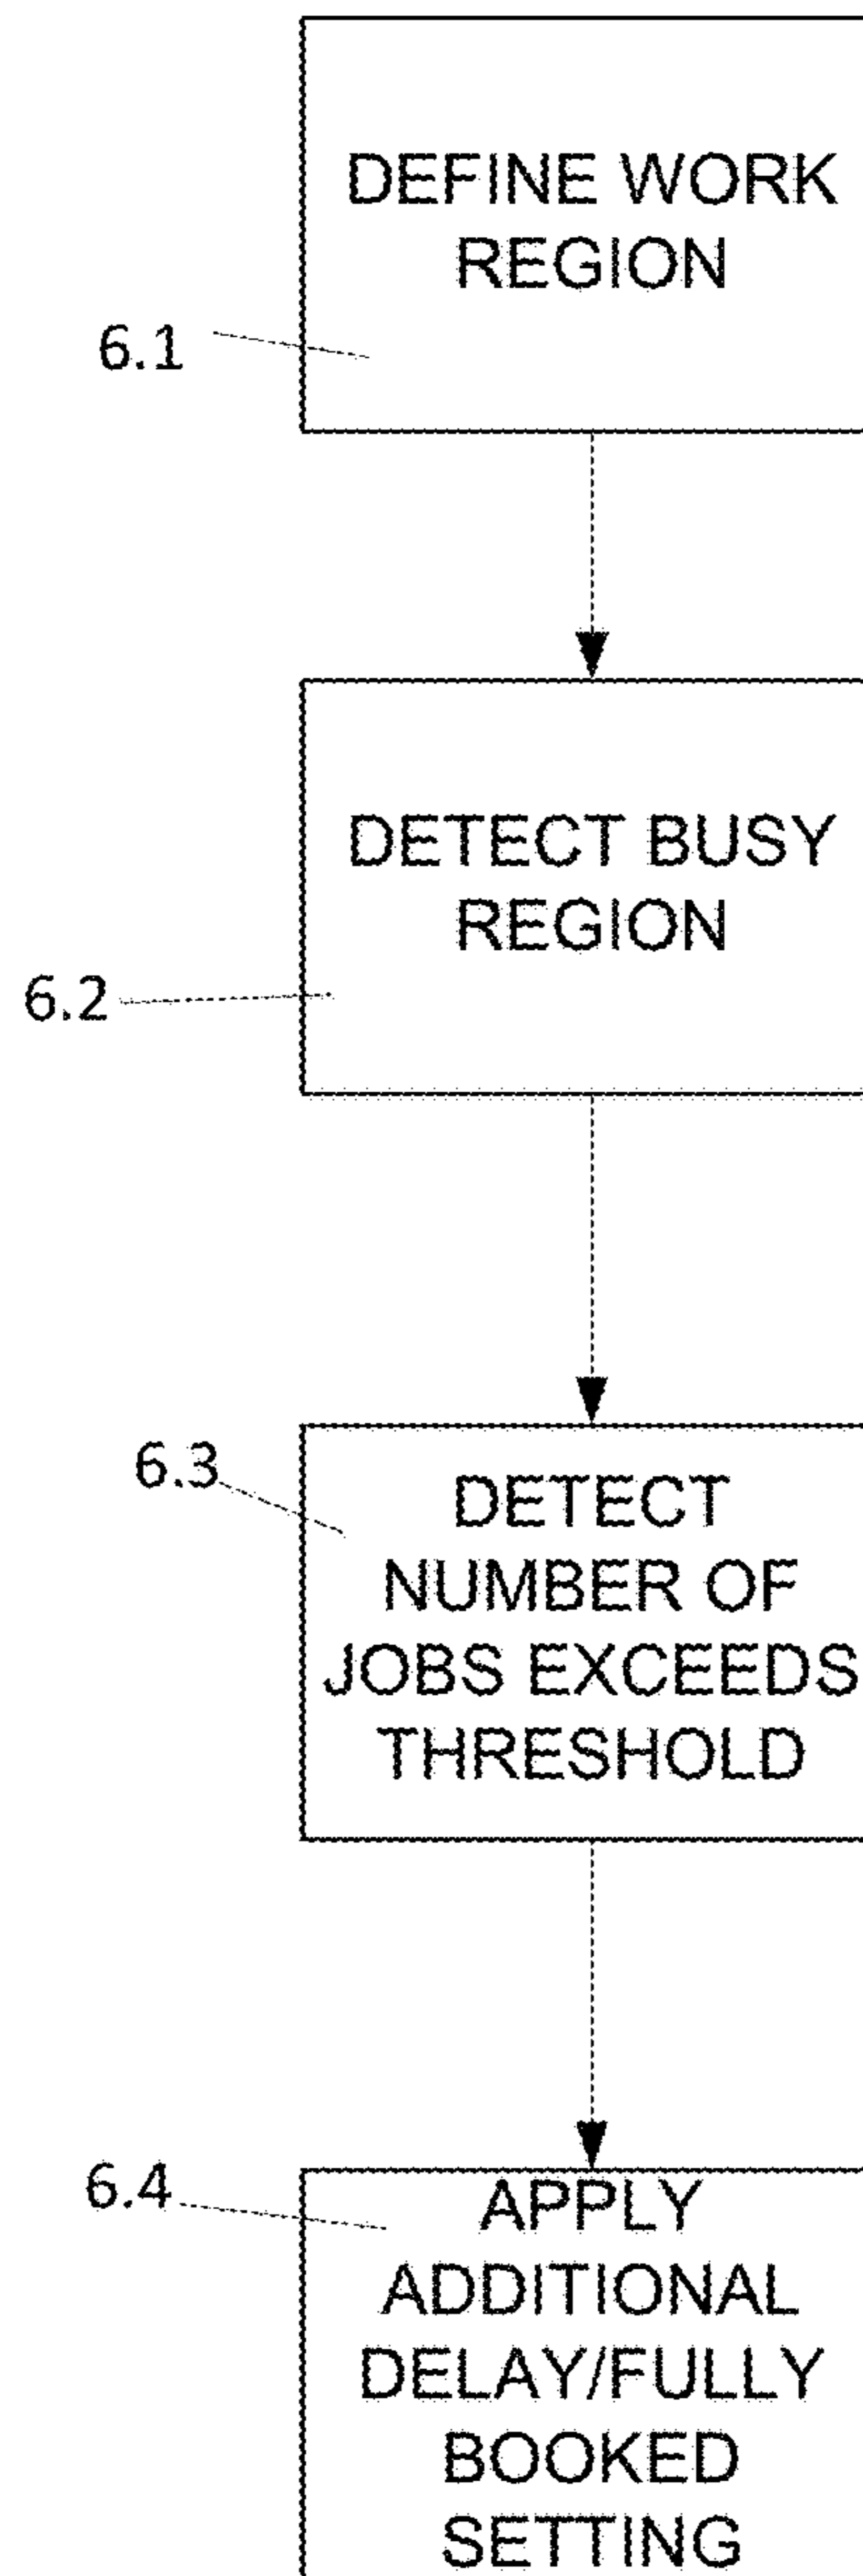 DEFINE WORK
REGION
6.1
DETECT BUSY
REGION
6.2
6.3
DETECT
NUMBER OF
JOBS EXCEEDS
THRESHOLD
6.4
APPLY
ADDITIONAL
DELAY/FULLY
BOOKED
SETTING